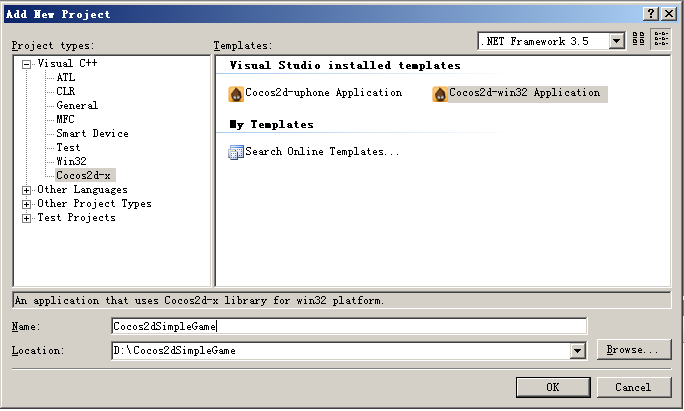 Add New Project
Project types:
Templates:
.NET Framework 3.5
Visual C++
ATL
CLR
General
MFC
Smart Device
Test
Win32
Cocos2d-x
Other Languages
Other Project Types
Test Projects
Visual Studio installed templates
Cocos2d-uphone Application
Cocos2d-win32 Application
My Templates
Search Online Templates...
An application that uses Cocos2d-x library for win32 platform.
Name:
Cocos2dSimpleGame
Location:
D:\Cocos2dSimpleGame
Browse...
OK
Cancel